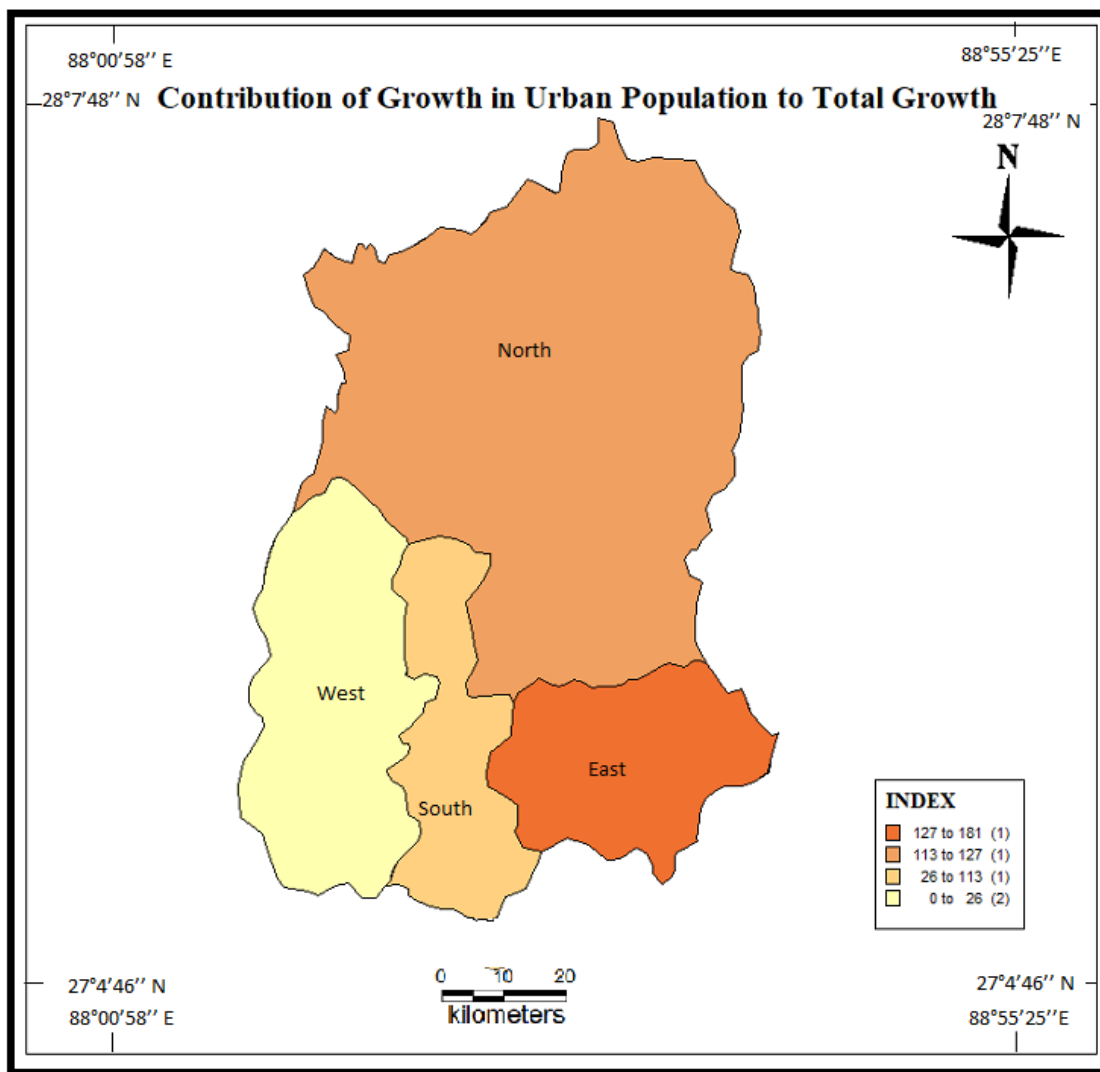 88°00'58'' E
88°55'25''E
28°7'48'' N
Contribution of Growth in Urban Population to Total Growth
28°7'48'' N
N
North
West
East
South
INDEX
127 to 181 (1)
113 to 127 (1)
26 to 113 (1)
0 to 26 (2)
0 10 20
kilometers
27°4'46'' N
27°4'46'' N
88°00'58'' E
88°55'25''E